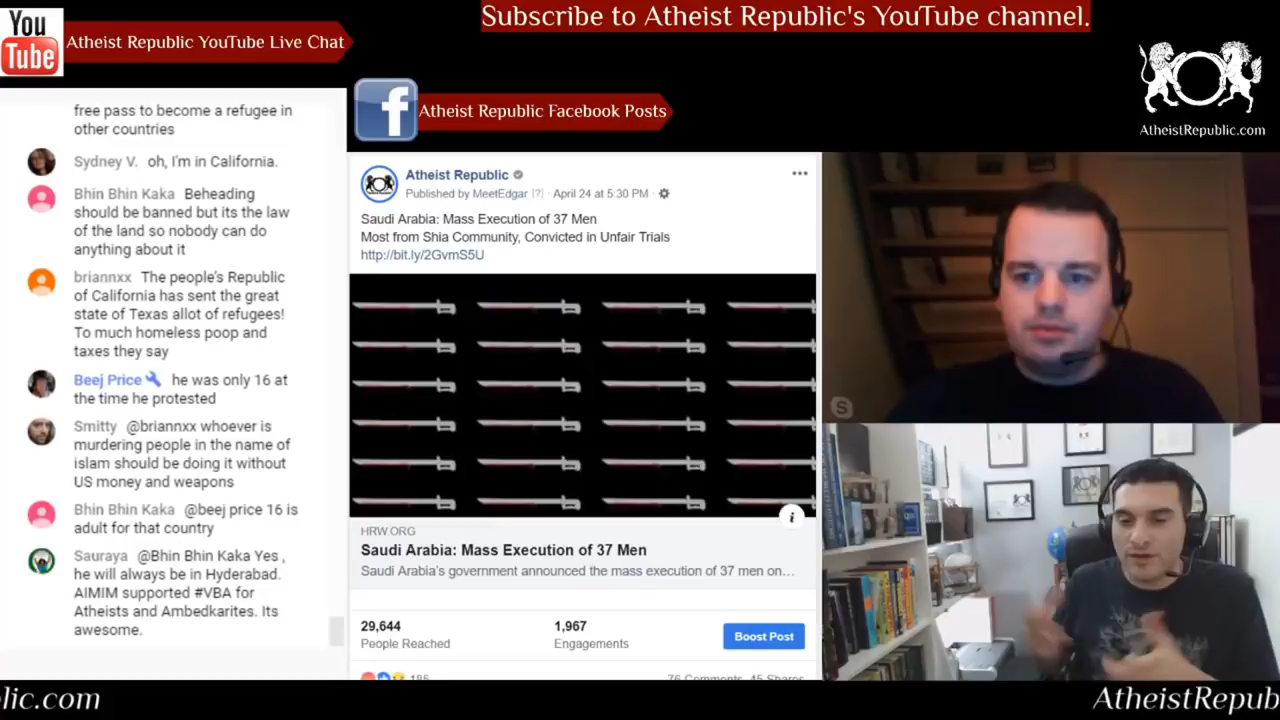 Subscribe to Atheist Republic's YouTube channel.
You
Tube
Atheist Republic YouTube Live Chat
AtheistRepublic.com
Atheist Republic Facebook Posts
free pass to become a refugee in
other countries
Sydney V. oh, I'm in California.
Bhin Bhin Kaka Beheading
should be banned but its the law
of the land so nobody can do
anything about it
briannxx The people's Republic
of California has sent the great
state of Texas allot of refugees!
To much homeless poop and
taxes they say
Beej Price he was only 16 at
the time he protested
Smitty @briannxx whoever is
murdering people in the name of
islam should be doing it without
US money and weapons
Bhin Bhin Kaka @beej price 16 is
adult for that country
Sauraya @Bhin Bhin Kaka Yes ,
he will always be in Hyderabad.
AIMIM supported #VBA for
Atheists and Ambedkarites. Its
awesome.
Atheist Republic
Published by MeetEdgar [?] · April 24 at 5:30 PM ·
Saudi Arabia: Mass Execution of 37 Men
Most from Shia Community, Convicted in Unfair Trials
http://bit.ly/2GvmS5U
HRW.ORG
Saudi Arabia: Mass Execution of 37 Men
Saudi Arabia's government announced the mass execution of 37 men on...
29,644
People Reached
1,967
Engagements
Boost Post
185
76 Comments 45 Shares
lic.com
AtheistRepub